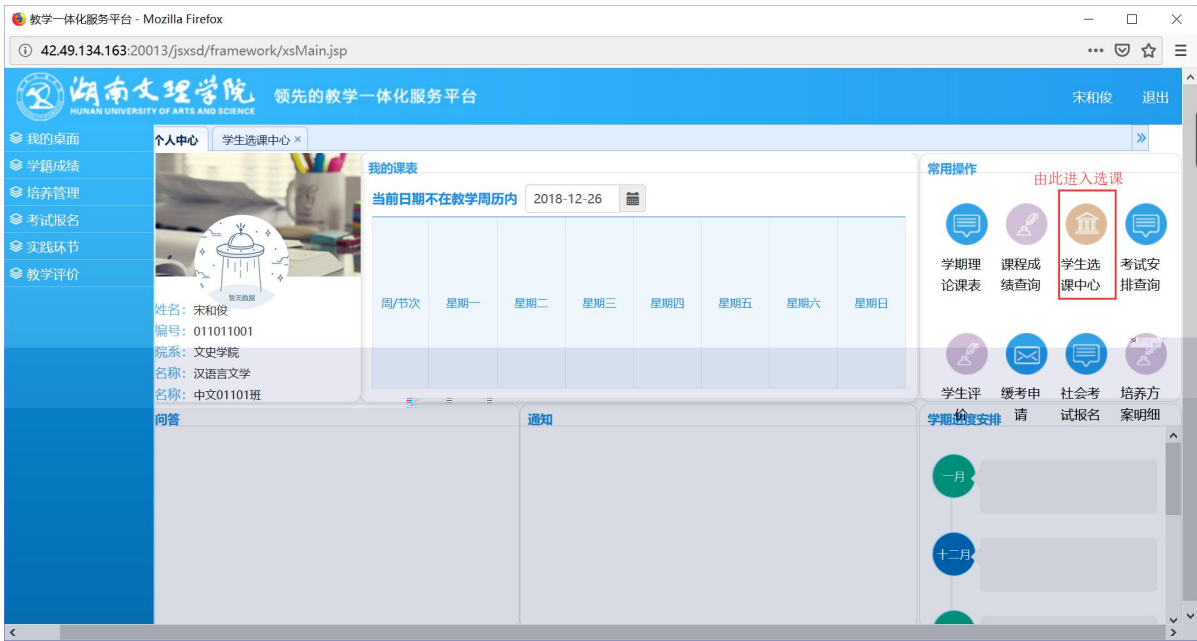 教学一体化服务平台 - Mozilla Firefox
42.49.134.163:20013/jsxsd/framework/xsMain.jsp
湖南文理学院
HUNAN UNIVERSITY OF ARTS AND SCIENCE
领先的教学一体化服务平台
宋和俊 退出
我的桌面
学籍成绩
培养管理
考试报名
实践环节
教学评价
个人中心 学生选课中心 ×
暂无数据
姓名：宋和俊
编号：011011001
院系：文史学院
名称：汉语言文学
名称：中文01101班
我的课表
当前日期不在教学周历内 2018-12-26
周/节次 星期一 星期二 星期三 星期四 星期五 星期六 星期日
常用操作
由此进入选课
学期理论课表
课程成绩查询
学生选课中心
考试安排查询
学生评价
缓考申请
社会考试报名
培养方案明细
问答
通知
学期进度安排
一月
十二月